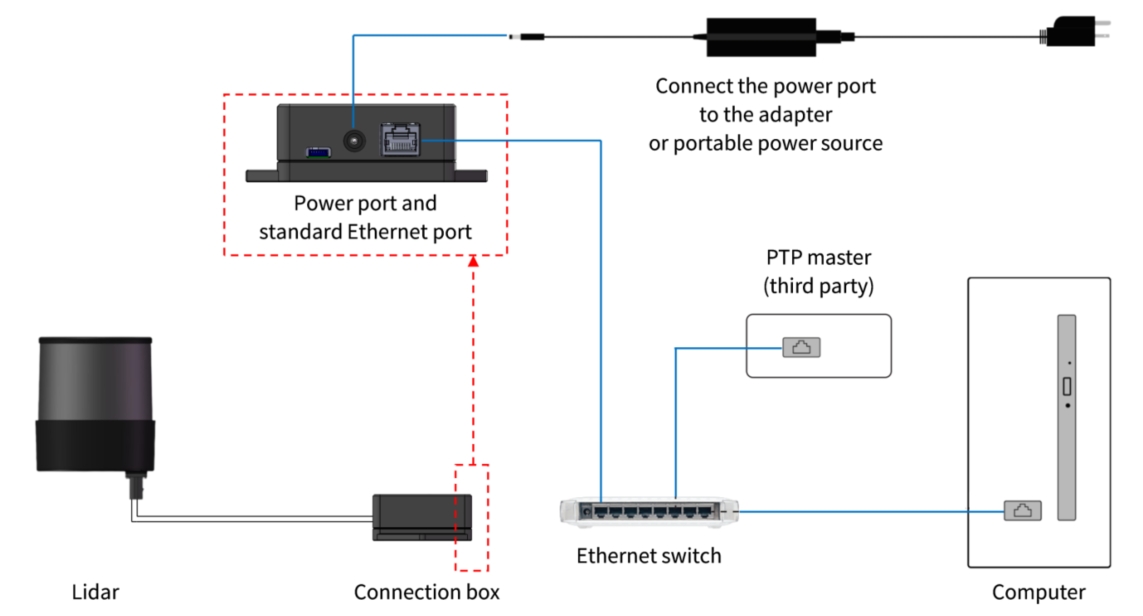 Connect the power port
to the adapter
or portable power source
Power port and
standard Ethernet port
PTP master
(third party)
Ethernet switch
Lidar
Connection box
Computer